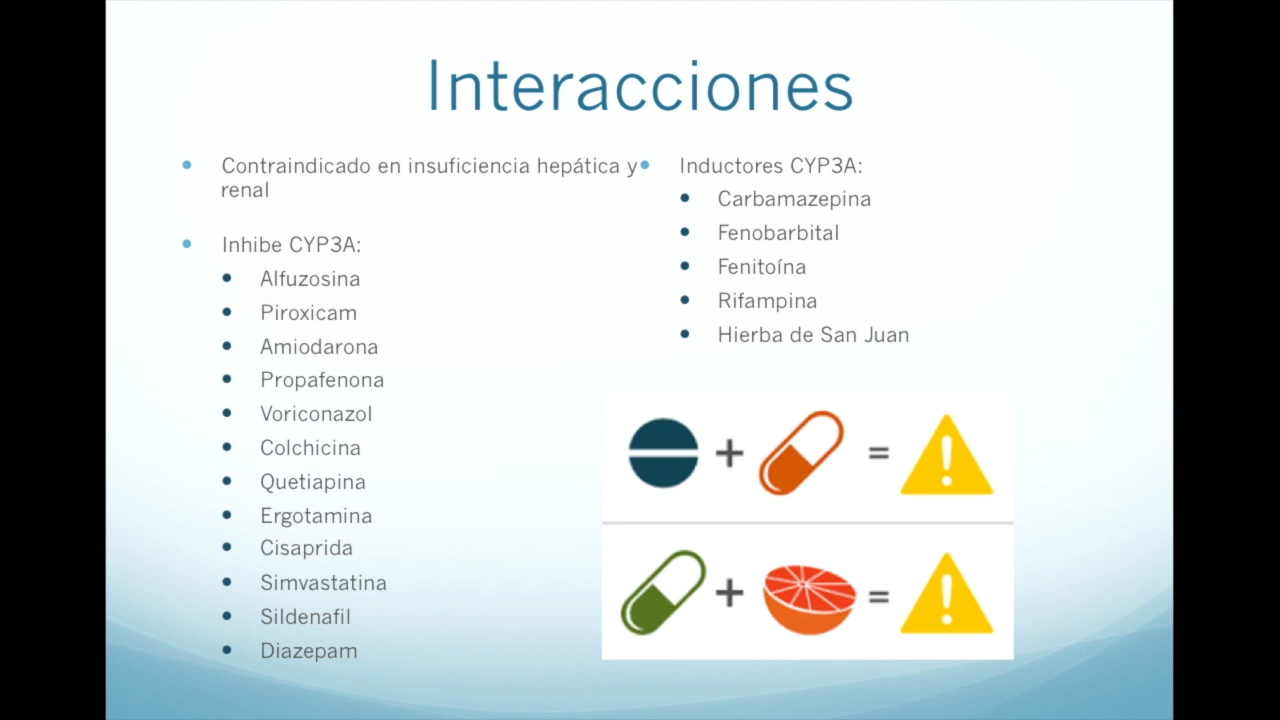 Interacciones
Contraindicado en insuficiencia hepática y
renal
Inhibe CYP3A:
Alfuzosina
Piroxicam
Amiodarona
Propafenona
Voriconazol
Colchicina
Quetiapina
Ergotamina
Cisaprida
Simvastatina
Sildenafil
Diazepam
Inductores CYP3A:
Carbamazepina
Fenobarbital
Fenitoína
Rifampina
Hierba de San Juan
+ =
+ =